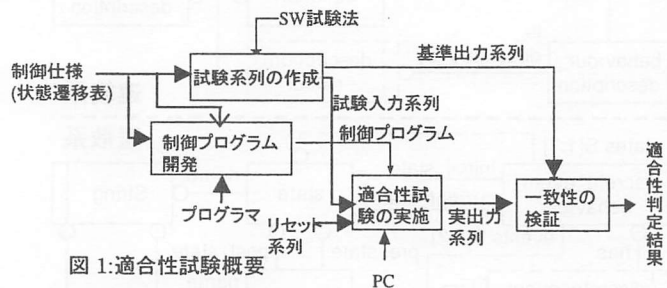 SW試験法
基準出力系列
制御仕様
(状態遷移表)
試験系列の作成
試験入力系列
制御プログラム
制御プログラム
開発
適合性試
験の実施
一致性の
検証
適合性判定結果
プログラマ
リセット
系列
実出力
系列
図 1:適合性試験概要
PC